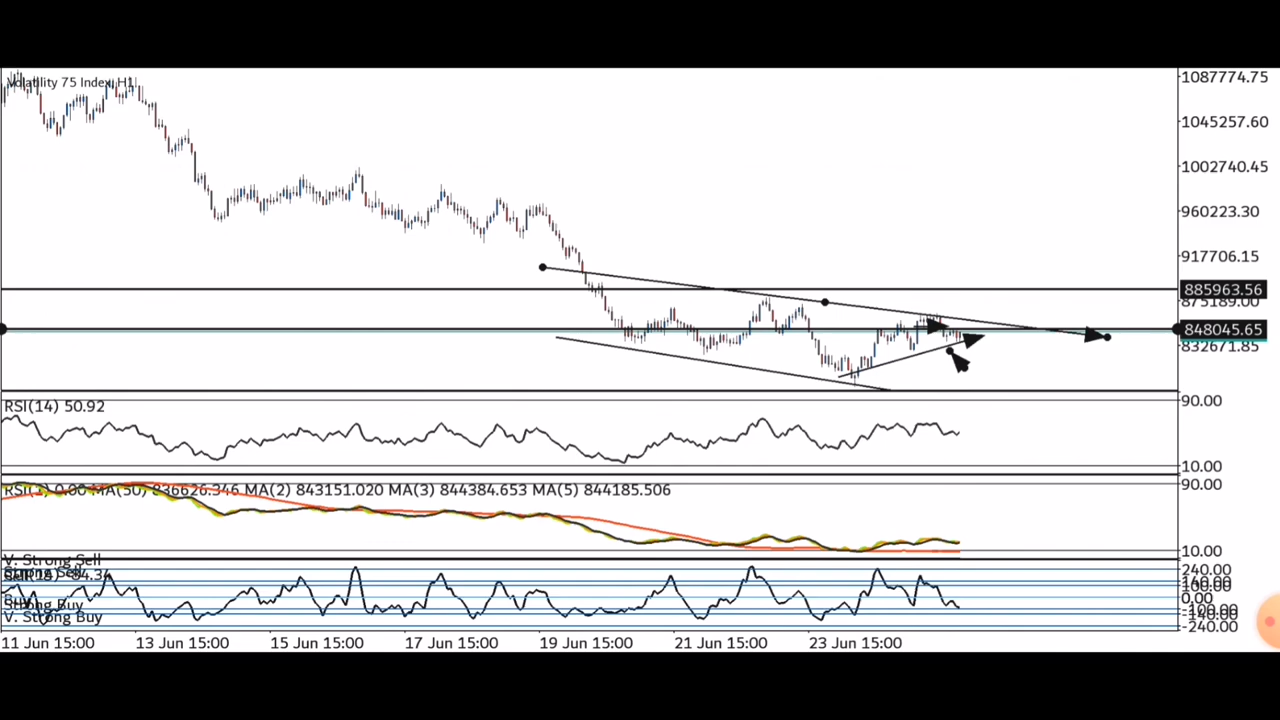 Volatility 75 Index, H1
1087774.75
1045257.60
1002740.45
960223.30
917706.15
885963.56
875189.00
848045.65
832671.85
RSI(14) 50.92
90.00
10.00
MA(50) 836626.346 MA(2) 843151.020 MA(3) 844384.653 MA(5) 844185.506
90.00
10.00
V. Strong Sell
240.00
0.00
Strong Buy
-100.00
V. Strong Buy
-240.00
11 Jun 15:00 13 Jun 15:00 15 Jun 15:00 17 Jun 15:00 19 Jun 15:00 21 Jun 15:00 23 Jun 15:00